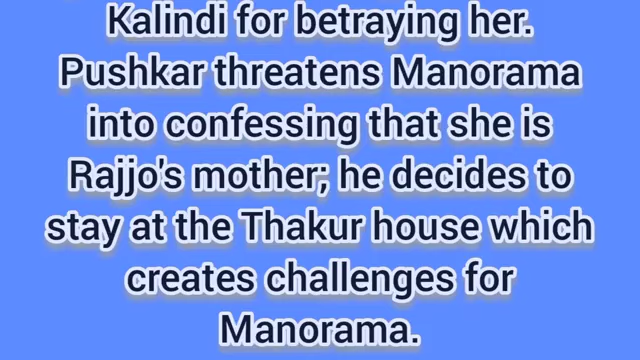 Kalindi for betraying her.
Pushkar threatens Manorama
into confessing that she is
Rajjo's mother; he decides to
stay at the Thakur house which
creates challenges for
Manorama.